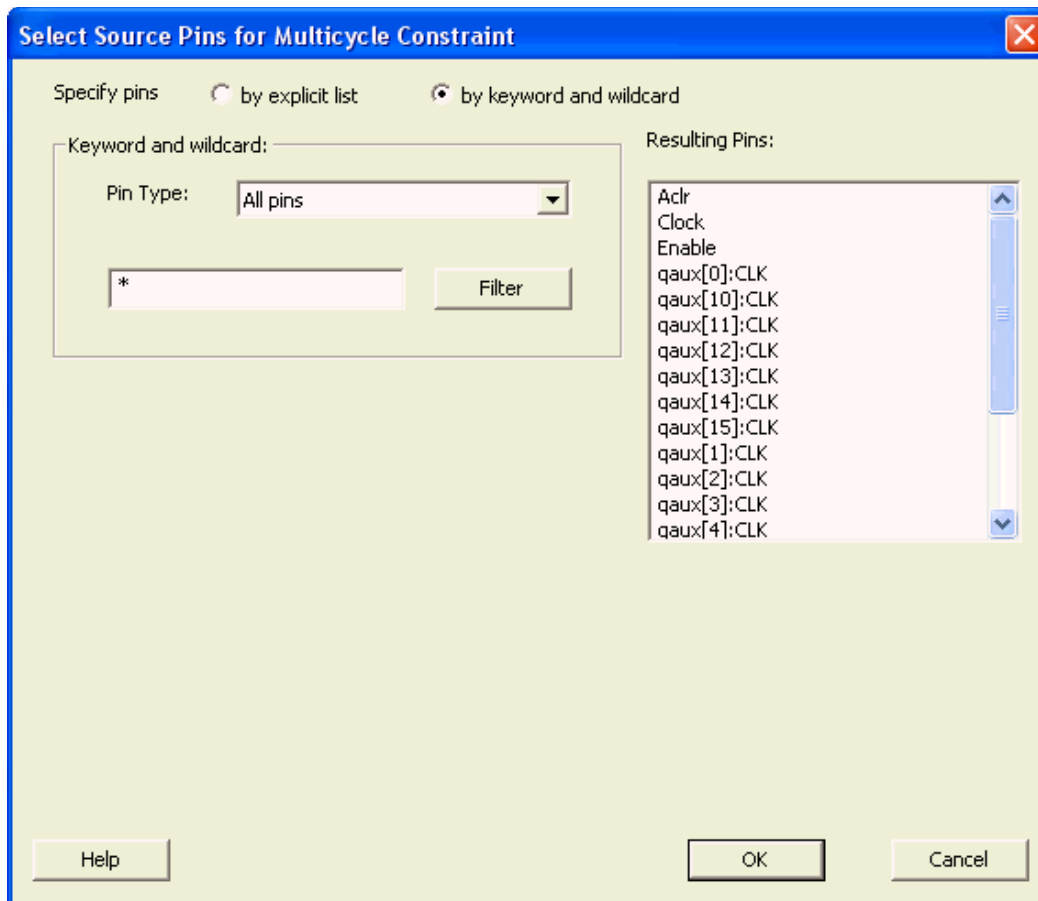 Select Source Pins for Multicycle Constraint
Specify pins by explicit list by keyword and wildcard
Keyword and wildcard:
Pin Type: All pins
*
Filter
Resulting Pins:
Aclr
Clock
Enable
qaux[0]:CLK
qaux[10]:CLK
qaux[11]:CLK
qaux[12]:CLK
qaux[13]:CLK
qaux[14]:CLK
qaux[15]:CLK
qaux[1]:CLK
qaux[2]:CLK
qaux[3]:CLK
qaux[4]:CLK
Help OK Cancel